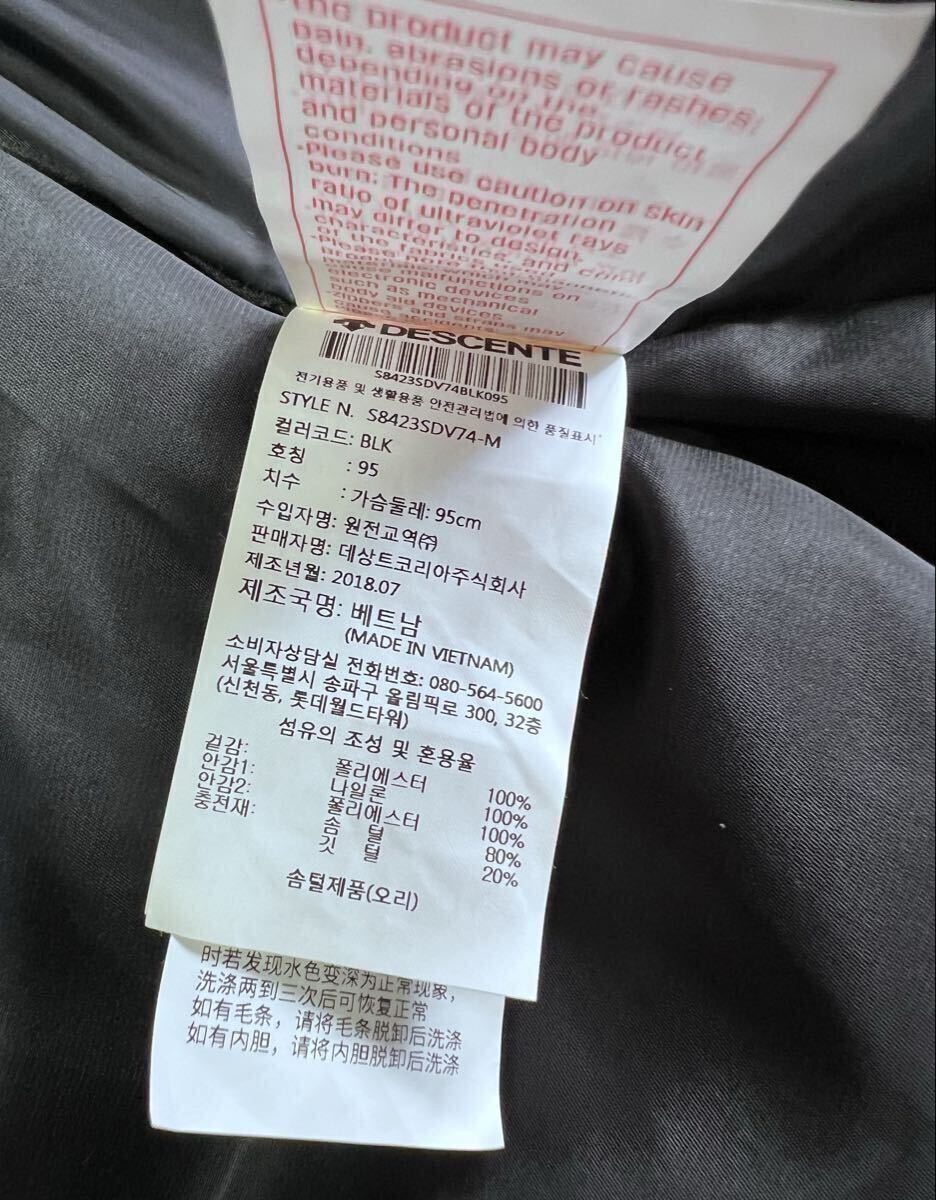 the product may cause
pain, abrasions or rashes,
depending on the
materials of the product
and personal body
conditions
-Please use caution on skin
burn: The penetration
ratio of ultraviolet rays
may differ to design,
characteristics, and color
of the fabrics
electronic devices
such as mechanical
DESCENTE
S8423SDV74BLK095
전기용품 및 생활용품 안전관리법에 의한 품질표시
STYLE N. S8423SDV74-M
컬러코드: BLK
호칭 : 95
치수 : 가슴둘레: 95cm
수입자명: 원전교역㈜
판매자명: 데상트코리아주식회사
제조년월: 2018.07
제조국명: 베트남
(MADE IN VIETNAM)
소비자상담실 전화번호: 080-564-5600
서울특별시 송파구 올림픽로 300, 32층
(신천동, 롯데월드타워)
섬유의 조성 및 혼용율
겉감: 폴리에스터 100%
안감1: 나일론 100%
안감2: 폴리에스터 100%
충전재: 솜 털 80%
깃 털 20%
솜털제품(오리)
时若发现水色变深为正常现象，
洗涤两到三次后可恢复正常
如有毛条，请将毛条脱卸后洗涤
如有内胆，请将内胆脱卸后洗涤